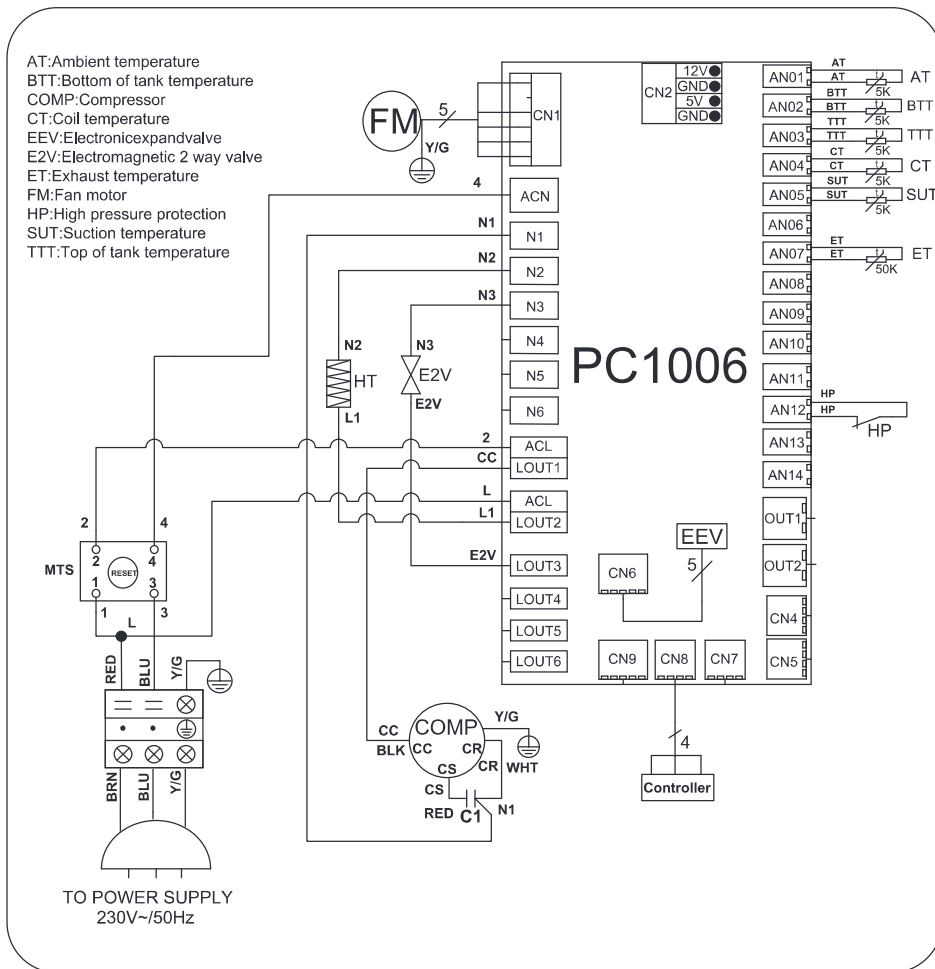 AT:Ambient temperature
BTT:Bottom of tank temperature
COMP:Compressor
CT:Coil temperature
EEV:Electronicexpandvalve
E2V:Electromagnetic 2 way valve
ET:Exhaust temperature
FM:Fan motor
HP:High pressure protection
SUT:Suction temperature
TTT:Top of tank temperature
FM
5
Y/G
CN1
CN2
12V
GND
5V
GND
4
ACN
N1
N1
N2
N2
N3
N3
N4
N5
N6
2
ACL
CC
LOUT1
L
ACL
L1
LOUT2
E2V
LOUT3
LOUT4
LOUT5
LOUT6
PC1006
AN01
AT
AT
t
5K
AT
AN02
BTT
BTT
t
5K
BTT
AN03
TTT
TTT
t
5K
TTT
AN04
CT
CT
t
5K
CT
AN05
SUT
SUT
t
5K
SUT
AN06
AN07
ET
ET
t
50K
ET
AN08
AN09
AN10
AN11
AN12
HP
HP
HP
AN13
AN14
OUT1
OUT2
CN4
CN5
EEV
5
CN6
CN9
CN8
CN7
4
Controller
N2
HT
L1
N3
E2V
E2V
2
4
MTS
2
4
RESET
1
3
1
3
L
RED
BLU
Y/G
BRN
BLU
Y/G
TO POWER SUPPLY
230V~/50Hz
COMP
CC
BLK
CC
CR
CS
Y/G
CR
WHT
CS
RED
C1
N1